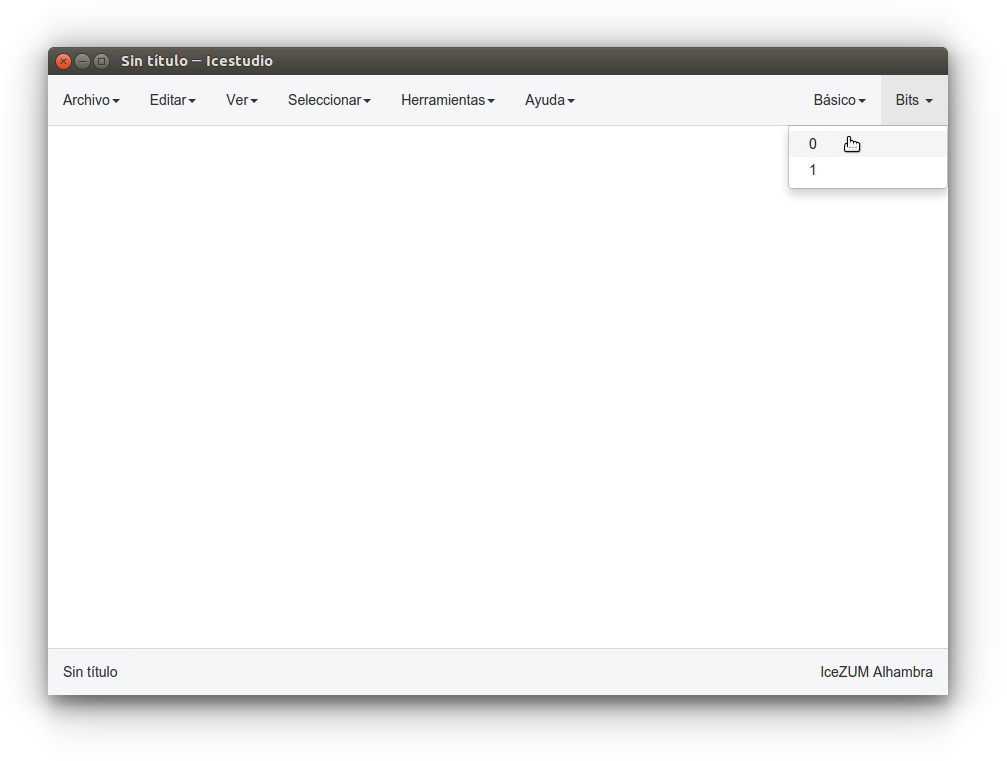 Sin título — Icestudio
Archivo Editar Ver Seleccionar Herramientas Ayuda Básico Bits
0
1
Sin título IceZUM Alhambra